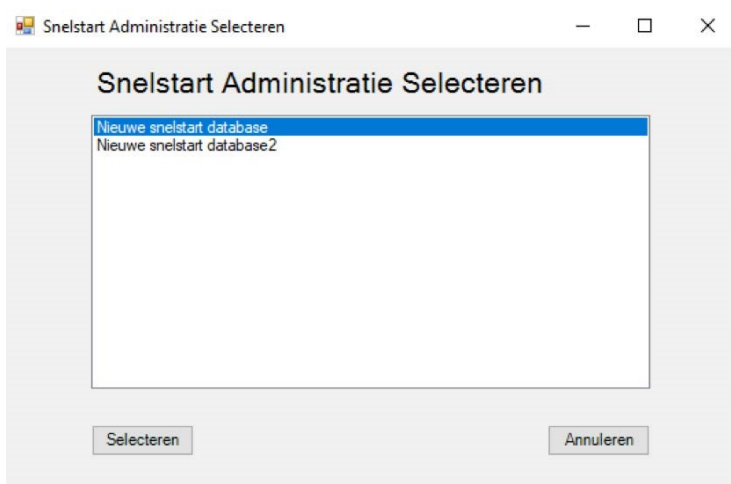 Snelstart Administratie Selecteren
Snelstart Administratie Selecteren
Nieuwe snelstart database
Nieuwe snelstart database2
Selecteren
Annuleren